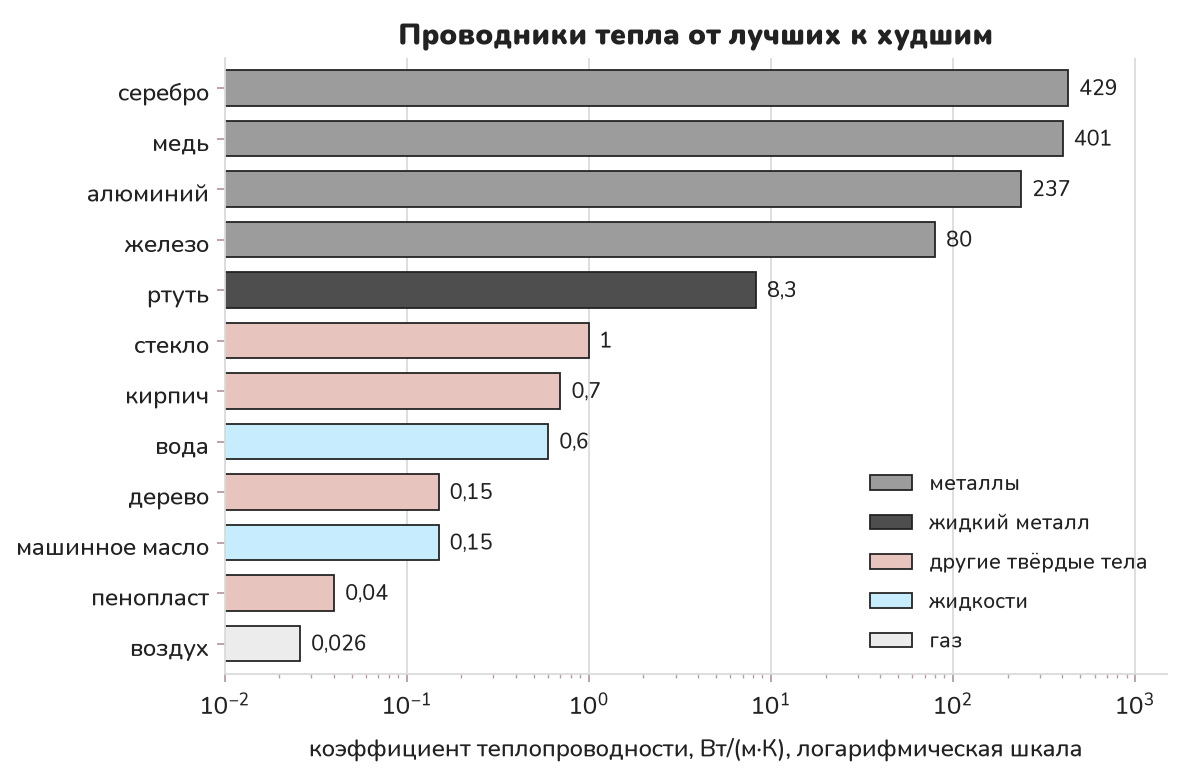 Проводники тепла от лучших к худшим
серебро 429
медь 401
алюминий 237
железо 80
ртуть 8,3
стекло 1
кирпич 0,7
вода 0,6
дерево 0,15
машинное масло 0,15
пенопласт 0,04
воздух 0,026
металлы
жидкий металл
другие твёрдые тела
жидкости
газ
10⁻² 10⁻¹ 10⁰ 10¹ 10² 10³
коэффициент теплопроводности, Вт/(м·К), логарифмическая шкала